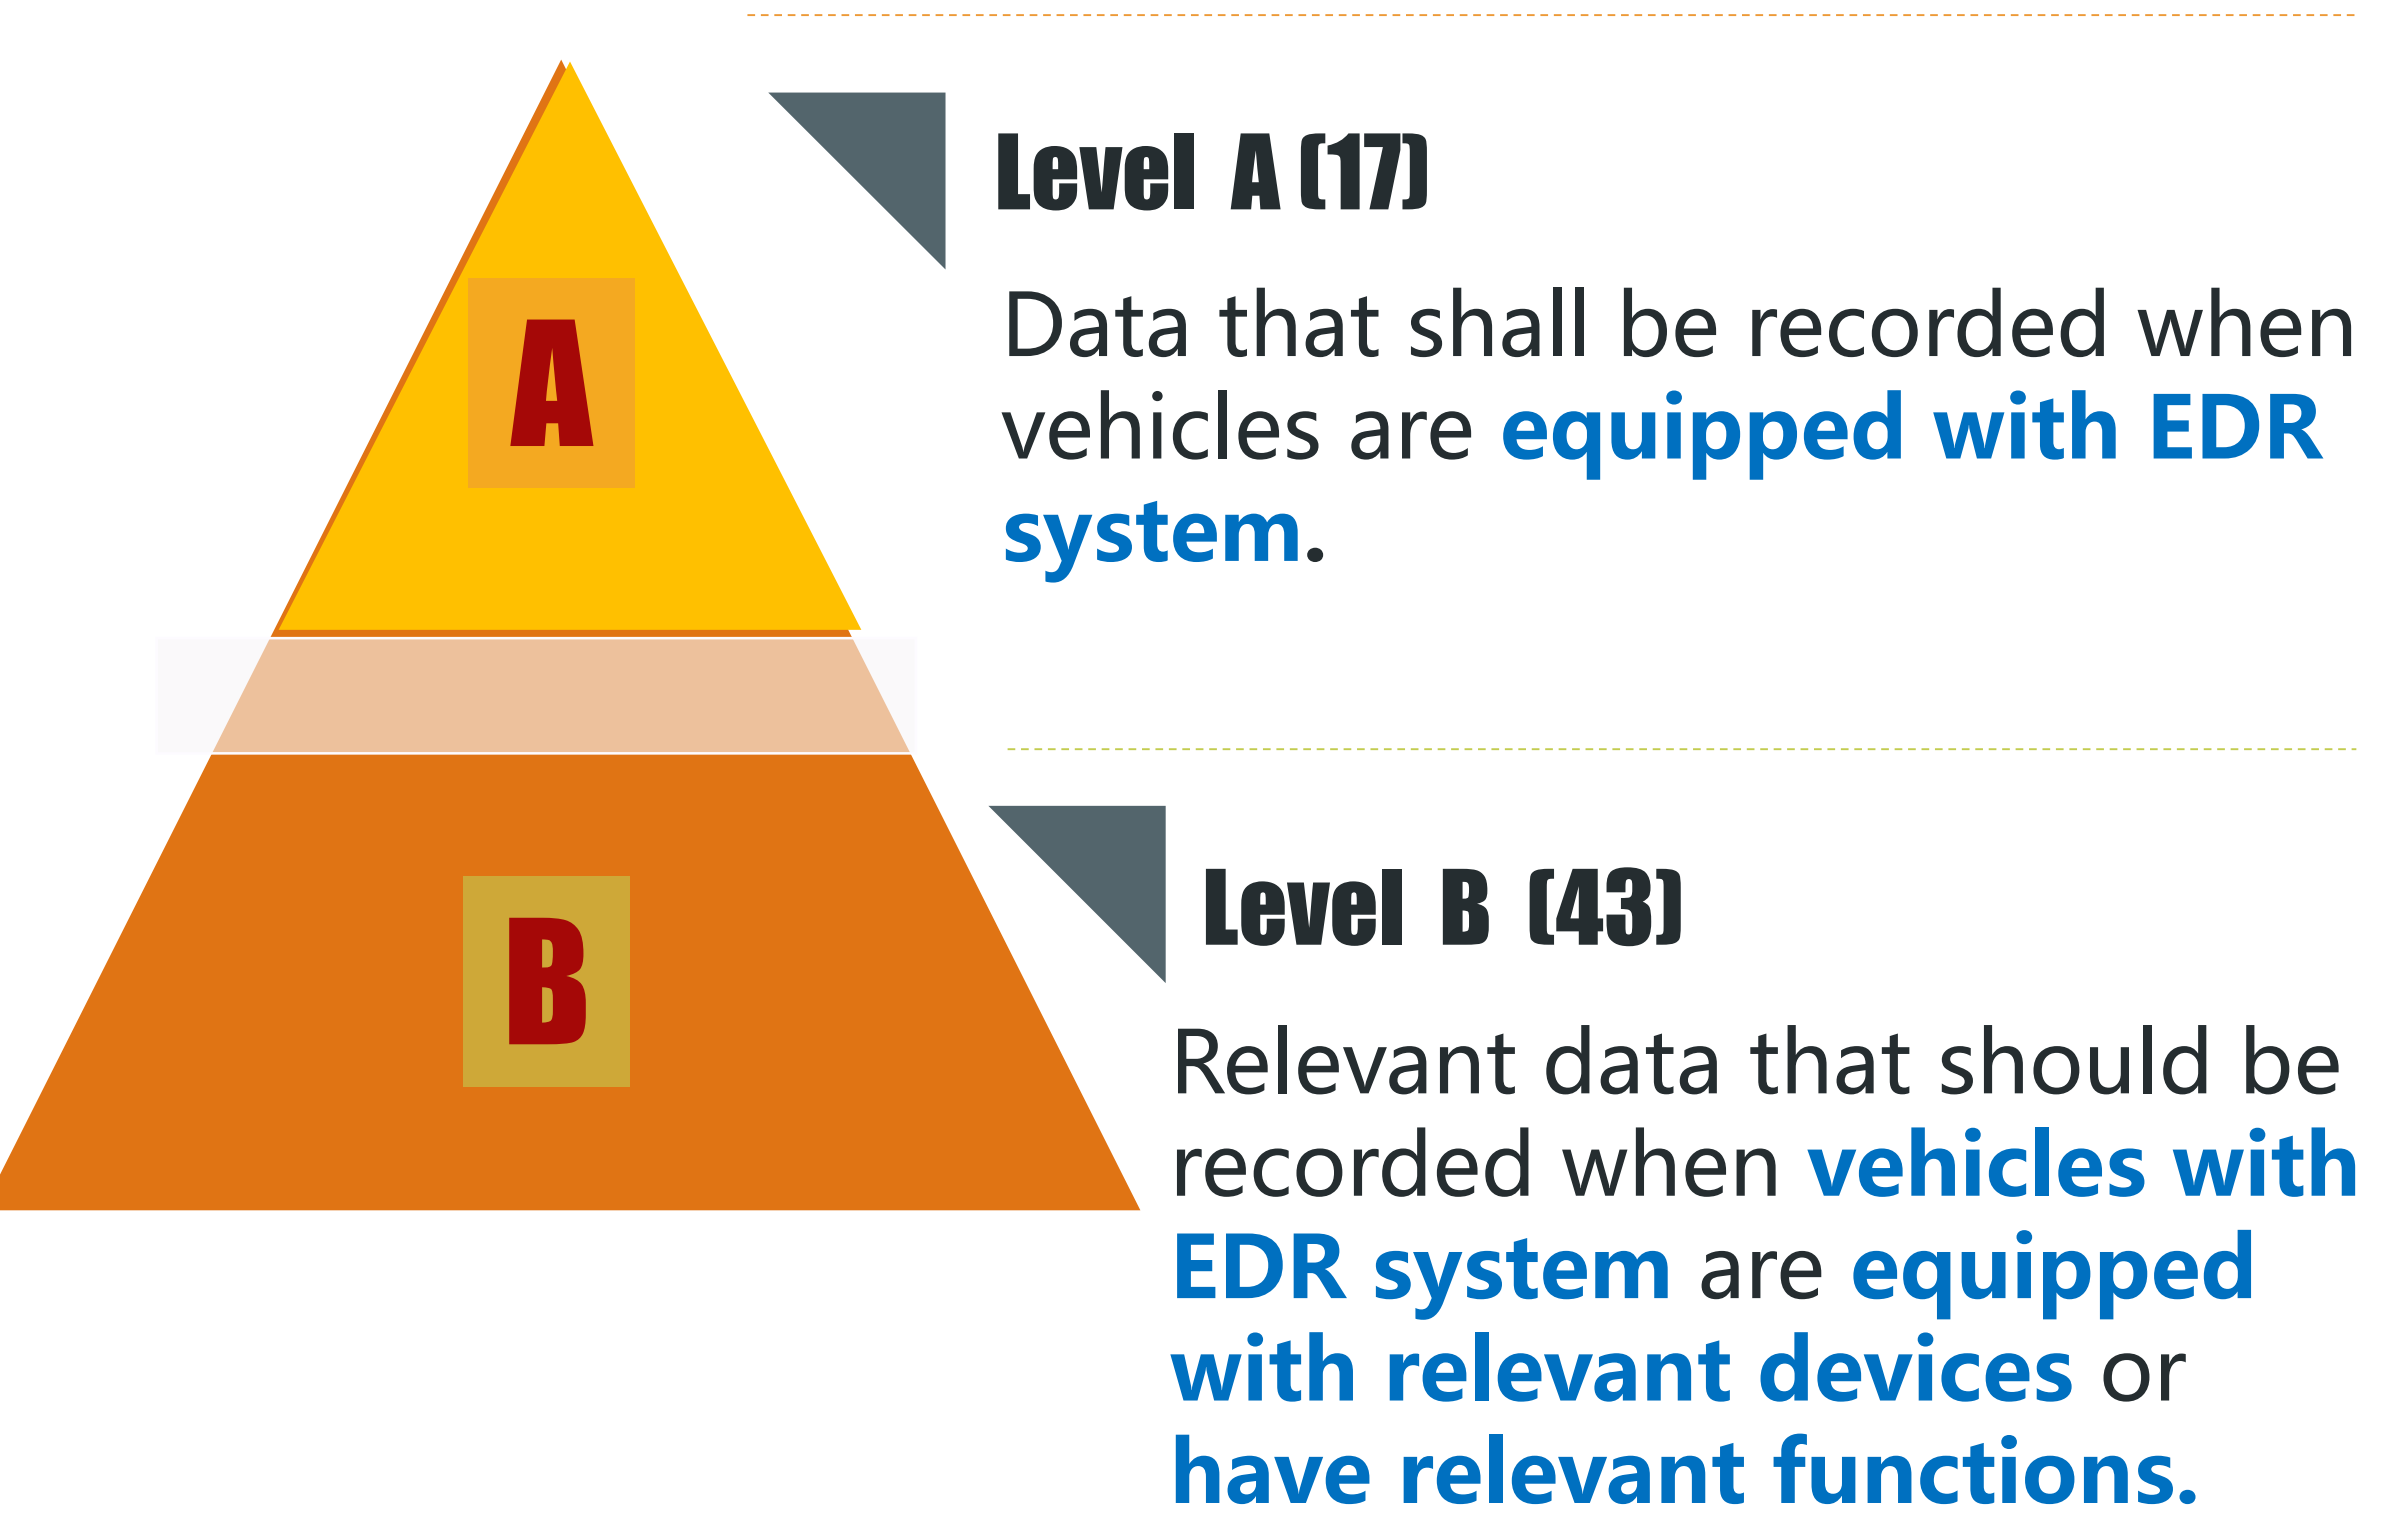 A
Level A (17)
Data that shall be recorded when
vehicles are equipped with EDR
system.
B
Level B (43)
Relevant data that should be
recorded when vehicles with
EDR system are equipped
with relevant devices or
have relevant functions.